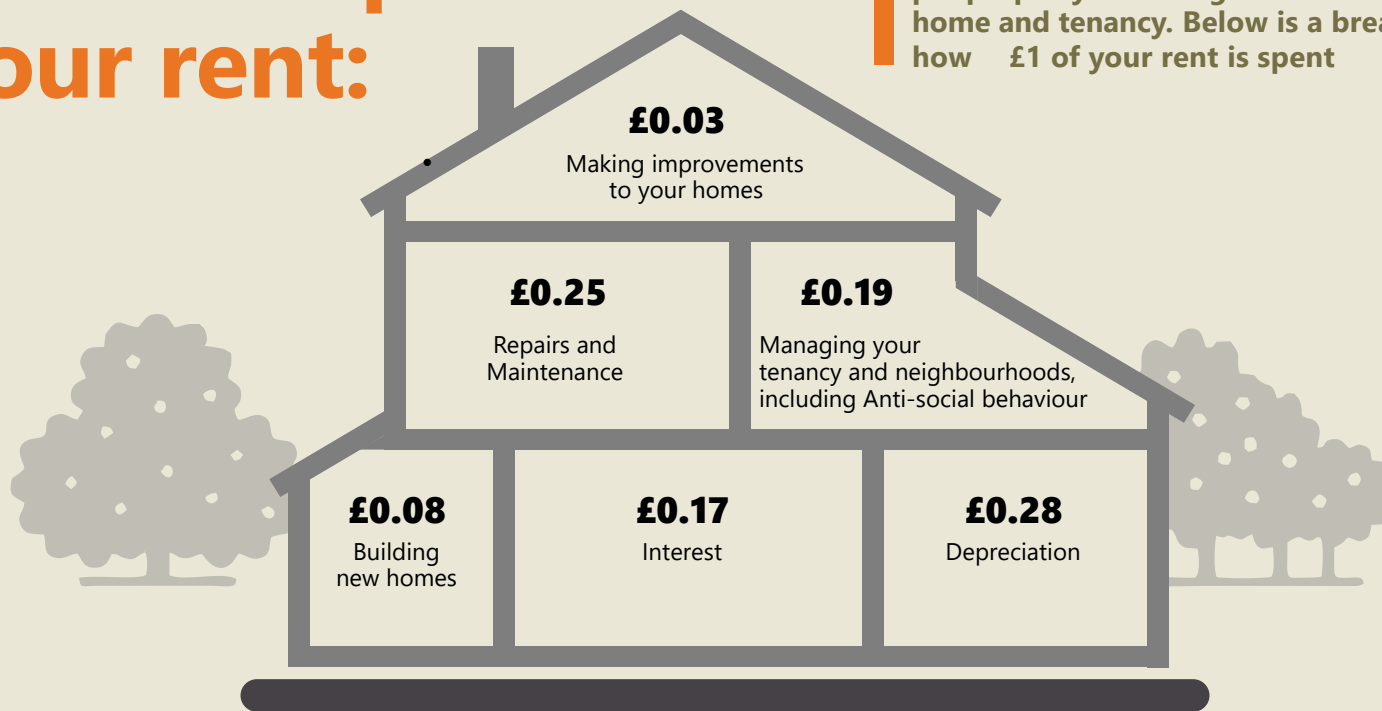 our rent:
home and tenancy. Below is a
how £1 of your rent is spent
£0.03
Making improvements
to your homes
£0.25
Repairs and
Maintenance
£0.19
Managing your
tenancy and neighbourhoods,
including Anti-social behaviour
£0.08
Building
new homes
£0.17
Interest
£0.28
Depreciation